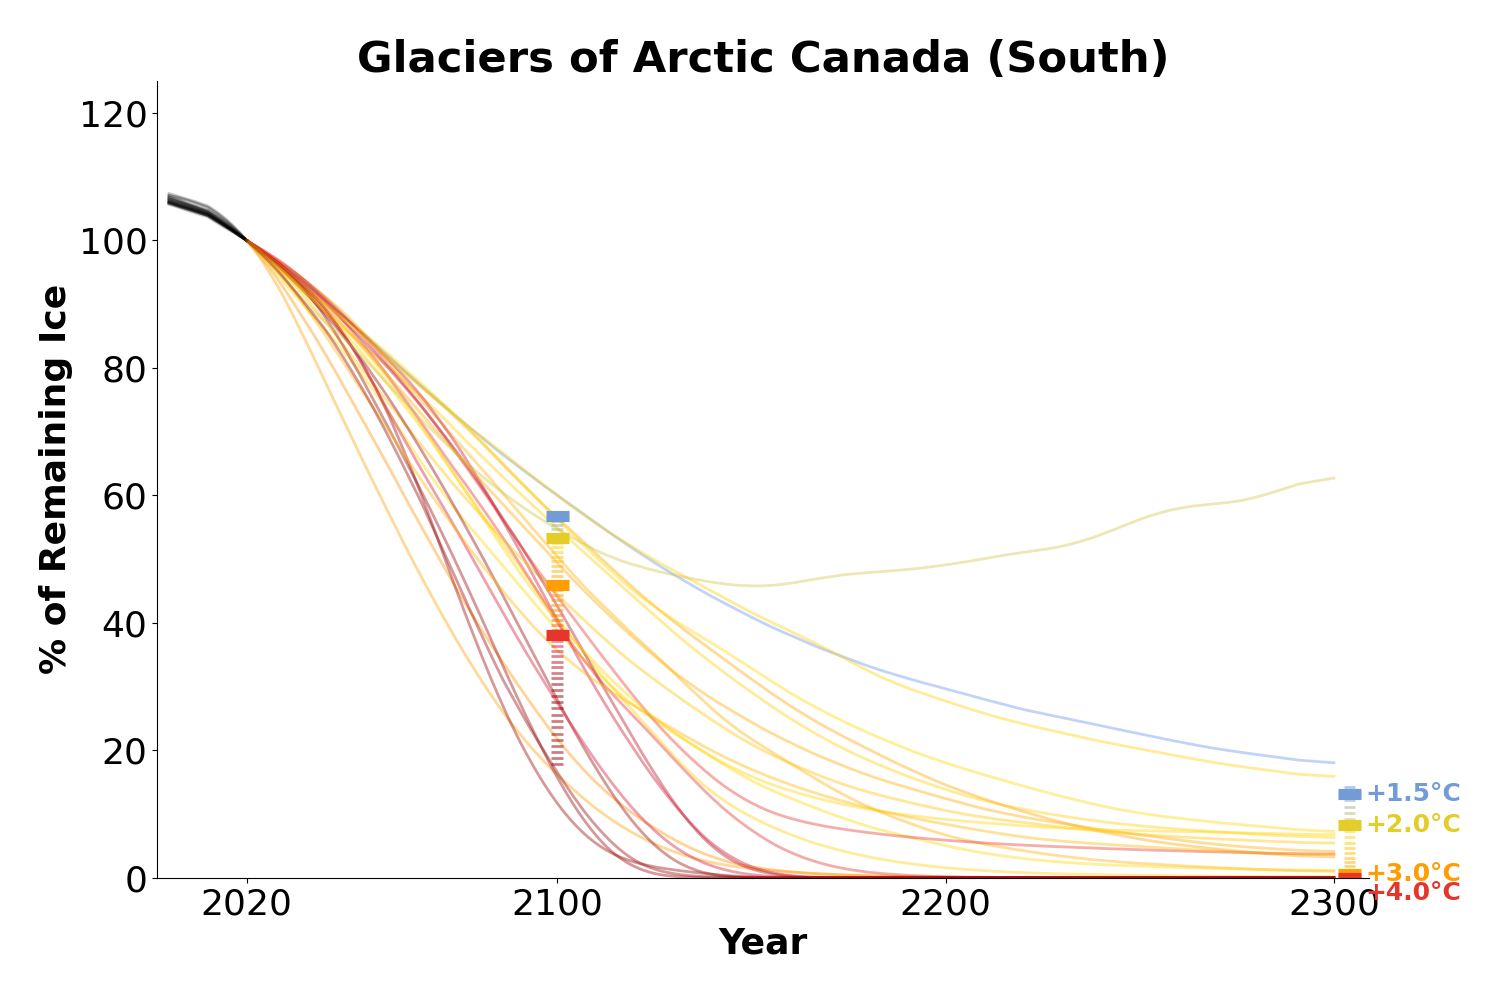 Glaciers of Arctic Canada (South)
120
100
80
60
40
20
0
% of Remaining Ice
2020
2100
2200
2300
Year
+1.5°C
+2.0°C
+3.0°C
+4.0°C